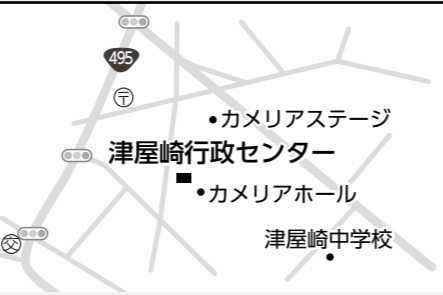 495
〒
•カメリアステージ
津屋崎行政センター
•カメリアホール
交
津屋崎中学校